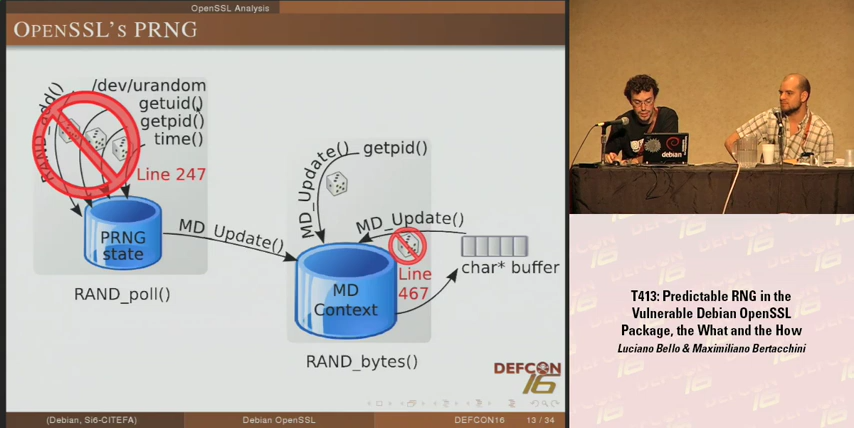 OpenSSL Analysis
OPENSSL'S PRNG
/dev/urandom
getuid()
getpid()
time()
Line 247
PRNG
state
RAND_poll()
MD_Update()
MD_Update()
getpid()
MD_Update()
Line
467
char* buffer
MD
Context
RAND_bytes()
DEFCON
16
(Debian, Si6-CITEFA)
Debian OpenSSL
DEFCON16
13 / 34
debian
T413: Predictable RNG in the
Vulnerable Debian OpenSSL
Package, the What and the How
Luciano Bello & Maximiliano Bertacchini